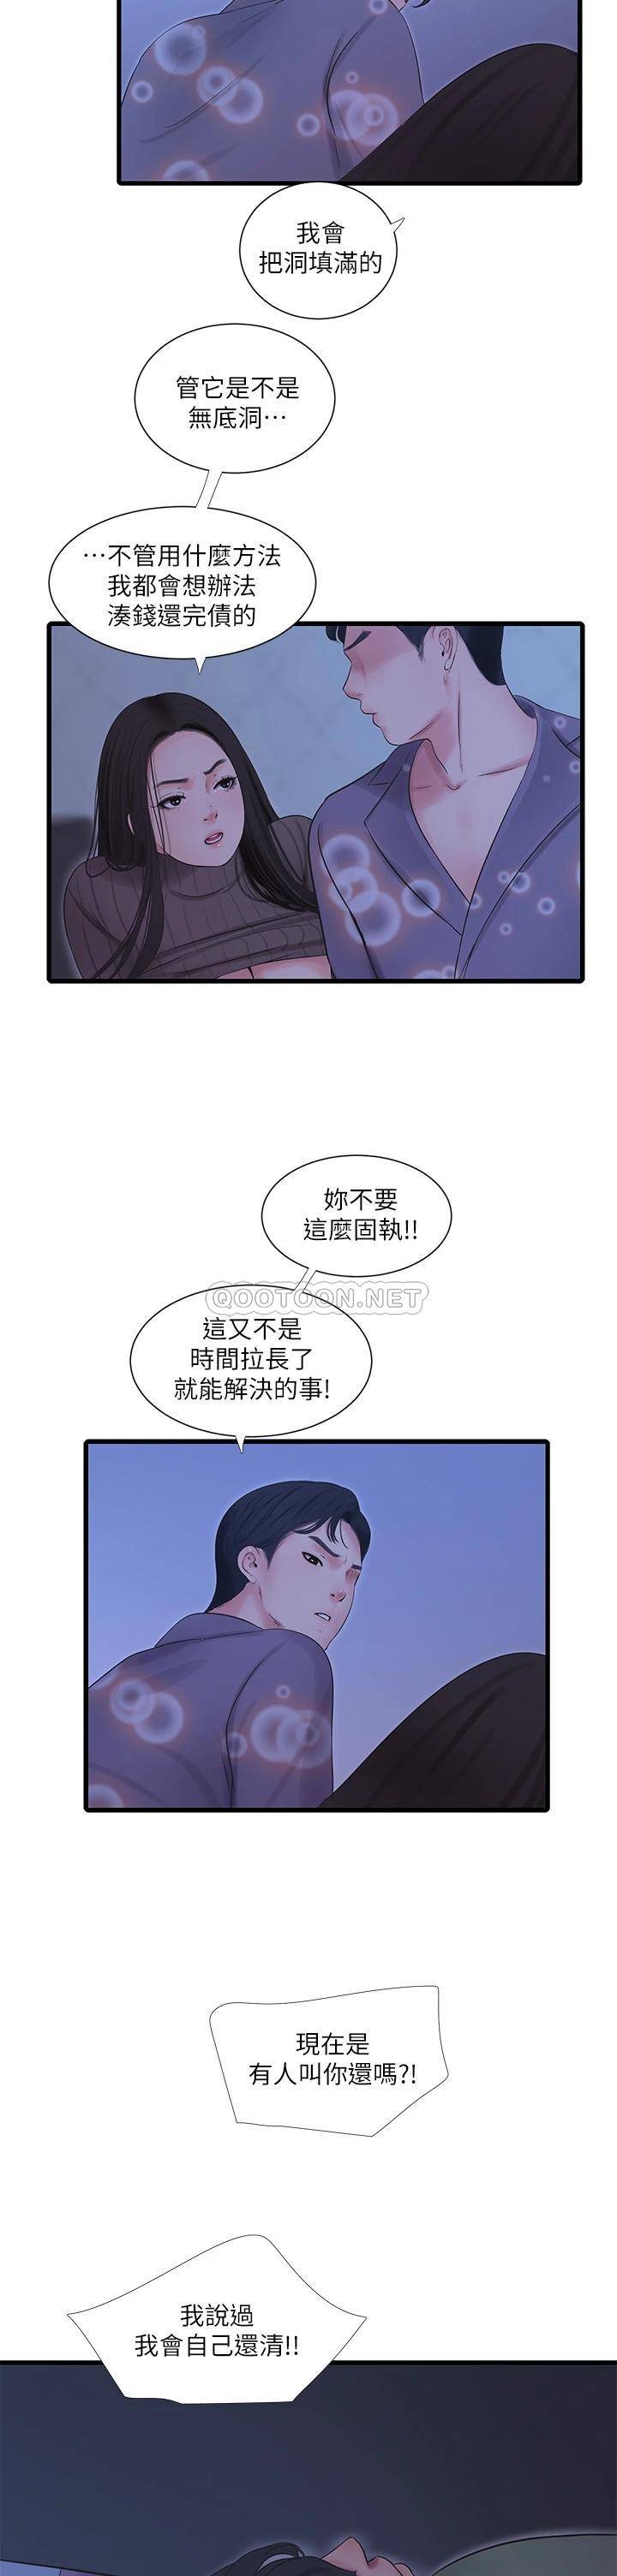 我會
把洞填滿的
管它是不是
無底洞…
…不管用什麼方法
我都會想辦法
湊錢還完債的
妳不要
這麼固執!!
QOOTOON.NET
這又不是
時間拉長了
就能解決的事!
現在是
有人叫你還嗎?!
我說過
我會自己還清!!